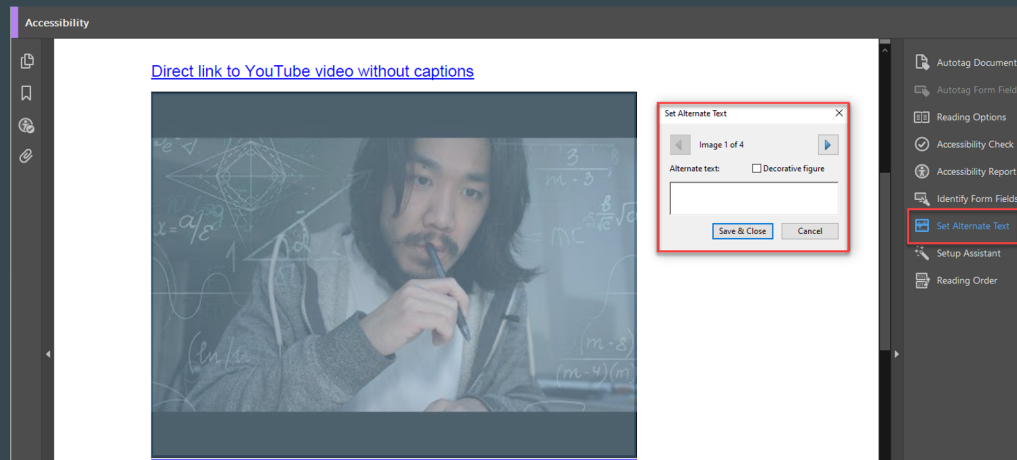 Accessibility
Direct link to YouTube video without captions
Set Alternate Text
Image 1 of 4
Alternate text:
Decorative figure
Save & Close
Cancel
Autotag Document
Autotag Form Field
Reading Options
Accessibility Check
Accessibility Report
Identify Form Fields
Set Alternate Text
Setup Assistant
Reading Order